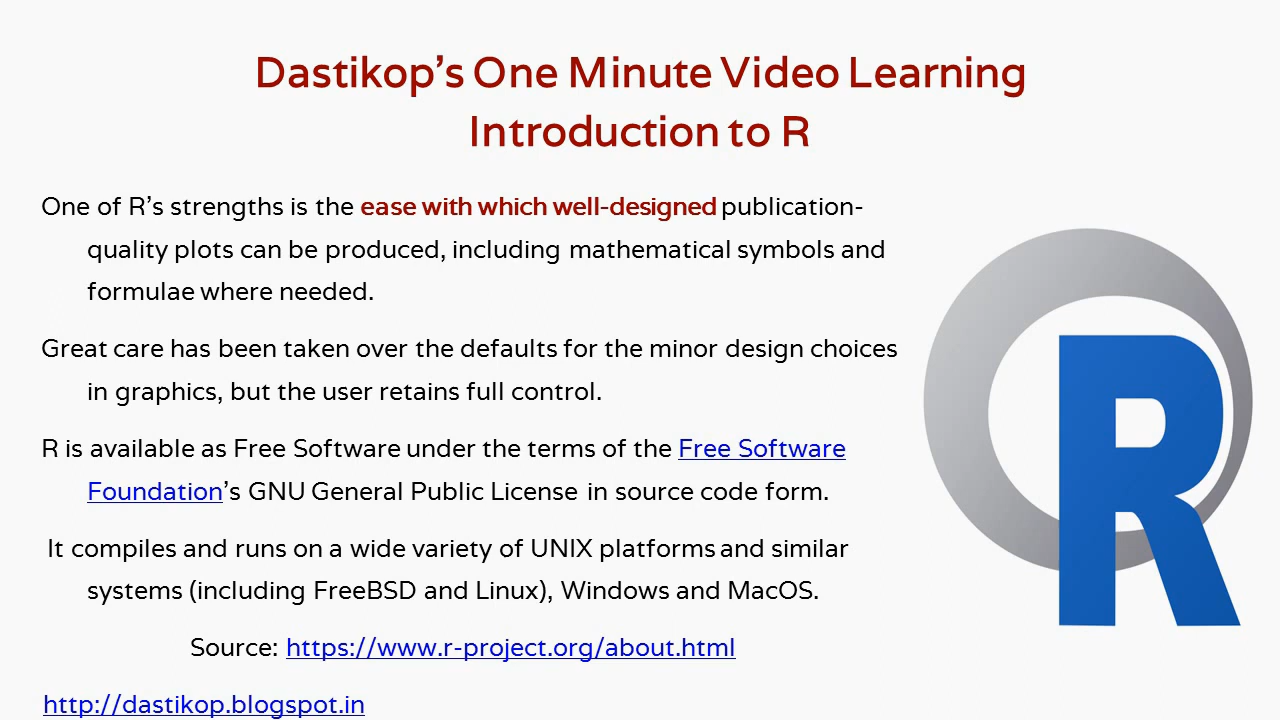 Dastikop’s One Minute Video Learning
Introduction to R
One of R’s strengths is the ease with which well-designed publication-
quality plots can be produced, including mathematical symbols and
formulae where needed.
Great care has been taken over the defaults for the minor design choices
in graphics, but the user retains full control.
R is available as Free Software under the terms of the Free Software
Foundation’s GNU General Public License in source code form.
It compiles and runs on a wide variety of UNIX platforms and similar
systems (including FreeBSD and Linux), Windows and MacOS.
Source: https://www.r-project.org/about.html
http://dastikop.blogspot.in
R